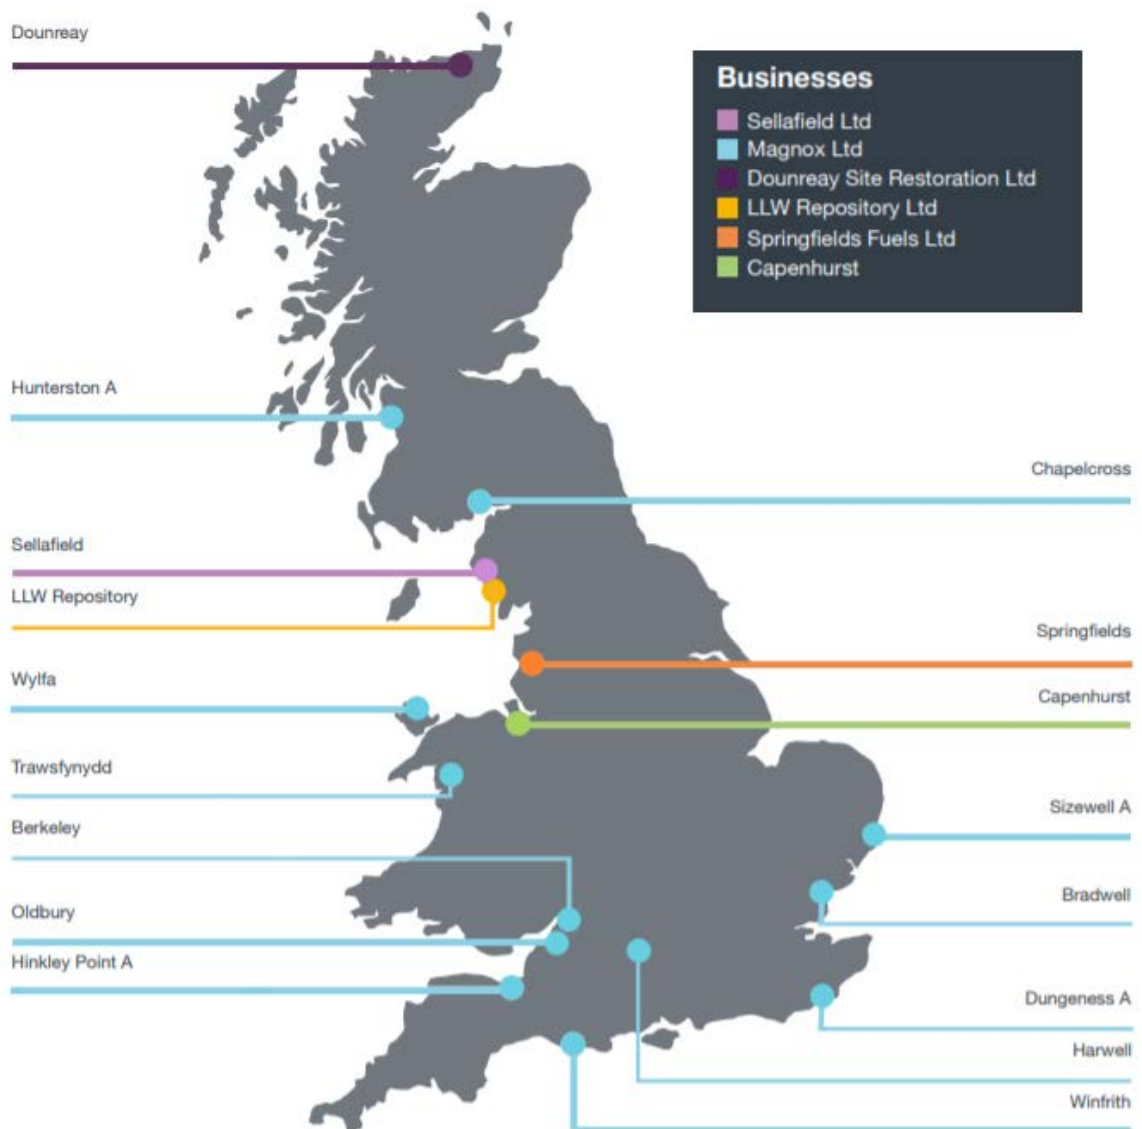 Dounreay
Businesses
Sellafield Ltd
Magnox Ltd
Dounreay Site Restoration Ltd
LLW Repository Ltd
Springfields Fuels Ltd
Capenhurst
Hunterston A
Chapelcross
Sellafield
LLW Repository
Springfields
Wylfa
Capenhurst
Trawsfynydd
Sizewell A
Berkeley
Bradwell
Oldbury
Hinkley Point A
Dungeness A
Harwell
Winfrith